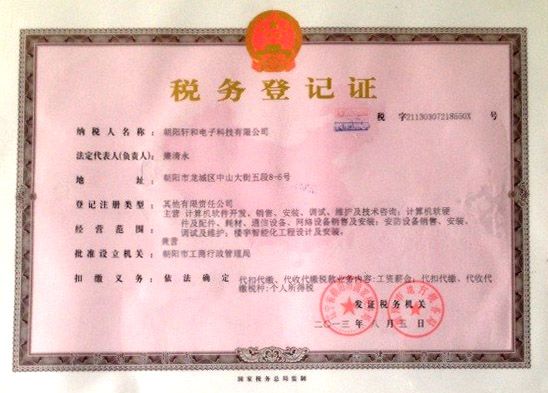 税务登记证
税 字21130307218550X 号
纳税人名称: 朝阳轩和电子科技有限公司
法定代表人(负责人): 清永
地 址: 朝阳市龙城区中山大街五段8-6号
登记注册类型: 其他有限责任公司
经营范围: 主营 计算机软件开发、销售、安装、调试、维护及技术咨询;计算机软硬
件及配件、耗材、通信设备、网络设备销售及安装;安防设备销售、安装、
调试及维护;楼宇智能化工程设计及安装。
兼营
批准设立机关: 朝阳市工商行政管理局
扣缴义务: 依法确定 代扣代缴、代收代缴税款业务内容:工资薪金,代扣代缴、代收代
缴税种:个人所得税
发证税务机关
二〇一三年 八月五日
国家税务总局监制